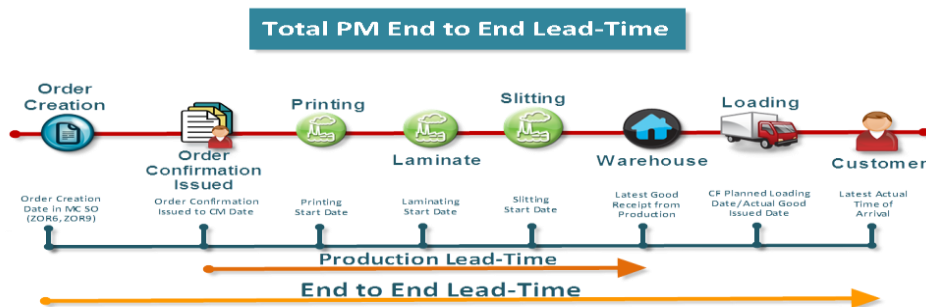 Total PM End to End Lead-Time
Order
Creation
Order
Confirmation
Issued
Printing
Laminate
Slitting
Warehouse
Loading
Customer
Order Creation
Date in MC SO
(ZOR6, ZOR9)
Order Confirmation
Issued to CM Date
Printing
Start Date
Laminating
Start Date
Slitting
Start Date
Latest Good
Receipt from
Production
CF Planned Loading
Date/Actual Good
Issued Date
Latest Actual
Time of
Arrival
Production Lead-Time
End to End Lead-Time